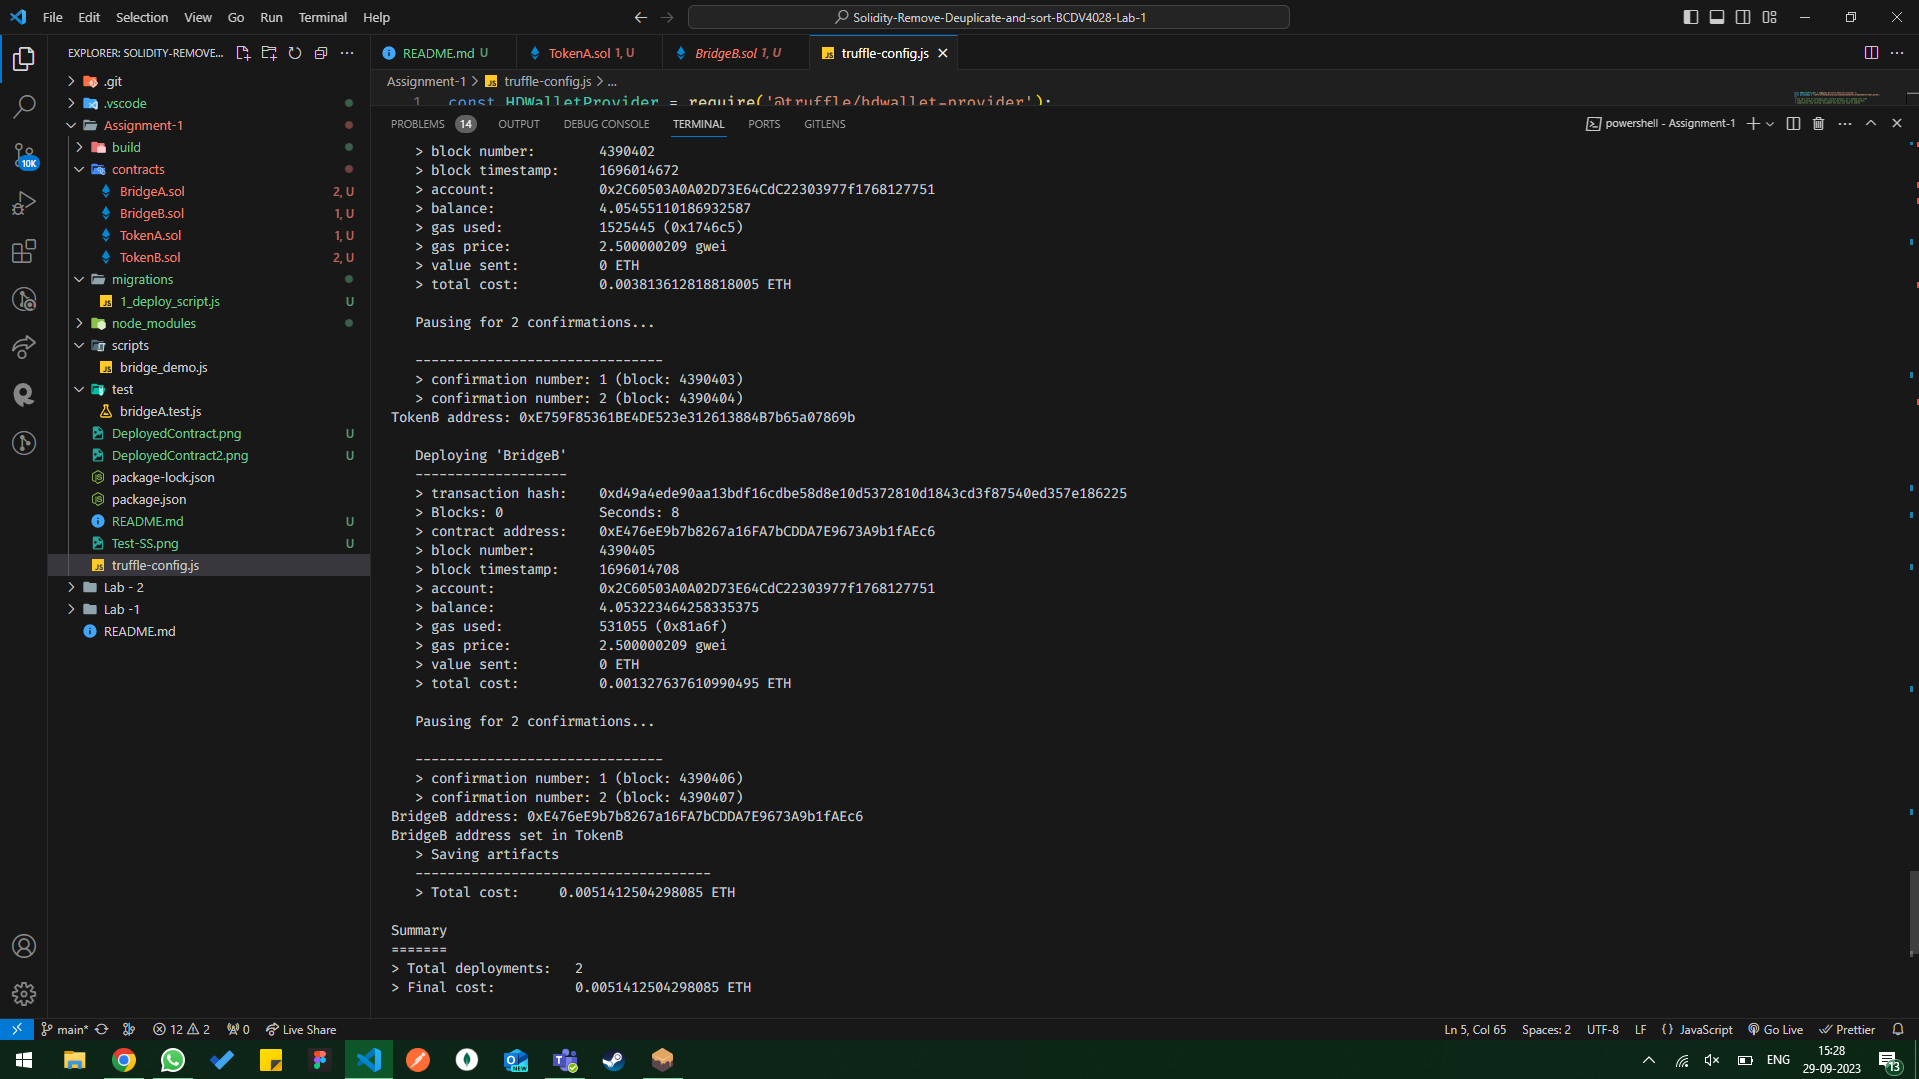 File Edit Selection View Go Run Terminal Help
Solidity-Remove-Deuplicate-and-sort-BCDV4028-Lab-1
EXPLORER: SOLIDITY-REMOVE...
.git
.vscode
Assignment-1
build
contracts
BridgeA.sol 2, U
BridgeB.sol 1, U
TokenA.sol 1, U
TokenB.sol 2, U
migrations
1_deploy_script.js U
node_modules
scripts
bridge_demo.js
test
bridgeA.test.js
DeployedContract.png U
DeployedContract2.png U
package-lock.json
package.json
README.md U
Test-SS.png U
truffle-config.js
Lab - 2
Lab -1
README.md
10K
README.md U TokenA.sol 1, U BridgeB.sol 1, U truffle-config.js
Assignment-1 > truffle-config.js > ...
1 const HDWalletProvider = require('@truffle/hdwallet-provider');
PROBLEMS 14 OUTPUT DEBUG CONSOLE TERMINAL PORTS GITLENS
powershell - Assignment-1
> block number: 4390402
> block timestamp: 1696014672
> account: 0x2C60503A0A02D73E64CdC22303977f1768127751
> balance: 4.05455110186932587
> gas used: 1525445 (0x1746c5)
> gas price: 2.500000209 gwei
> value sent: 0 ETH
> total cost: 0.003813612818818005 ETH
Pausing for 2 confirmations...
-------------------------------
> confirmation number: 1 (block: 4390403)
> confirmation number: 2 (block: 4390404)
TokenB address: 0xE759F85361BE4DE523e312613884B7b65a07869b
Deploying 'BridgeB'
-------------------
> transaction hash: 0xd49a4ede90aa13bdf16cdbe58d8e10d5372810d1843cd3f87540ed357e186225
> Blocks: 0 Seconds: 8
> contract address: 0xE476eE9b7b8267a16FA7bCDDA7E9673A9b1fAEc6
> block number: 4390405
> block timestamp: 1696014708
> account: 0x2C60503A0A02D73E64CdC22303977f1768127751
> balance: 4.053223464258335375
> gas used: 531055 (0x81a6f)
> gas price: 2.500000209 gwei
> value sent: 0 ETH
> total cost: 0.001327637610990495 ETH
Pausing for 2 confirmations...
-------------------------------
> confirmation number: 1 (block: 4390406)
> confirmation number: 2 (block: 4390407)
BridgeB address: 0xE476eE9b7b8267a16FA7bCDDA7E9673A9b1fAEc6
BridgeB address set in TokenB
> Saving artifacts
-------------------------------------
> Total cost: 0.0051412504298085 ETH
Summary
=======
> Total deployments: 2
> Final cost: 0.0051412504298085 ETH
main* 12 2 0 Live Share
Ln 5, Col 65 Spaces: 2 UTF-8 LF {} JavaScript Go Live Prettier
ENG
15:28
29-09-2023
13